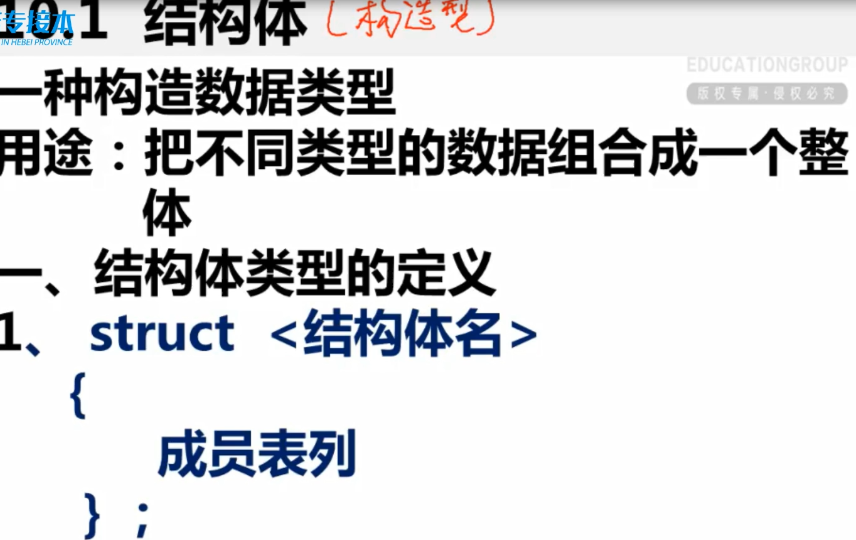 10.1 结构体（构造型）
专接本
IN HEBEI PROVINCE
EDUCATIONGROUP
版权专属·侵权必究
一种构造数据类型
用途：把不同类型的数据组合成一个整
体
一、结构体类型的定义
1、 struct <结构体名>
{
成员表列
} ;